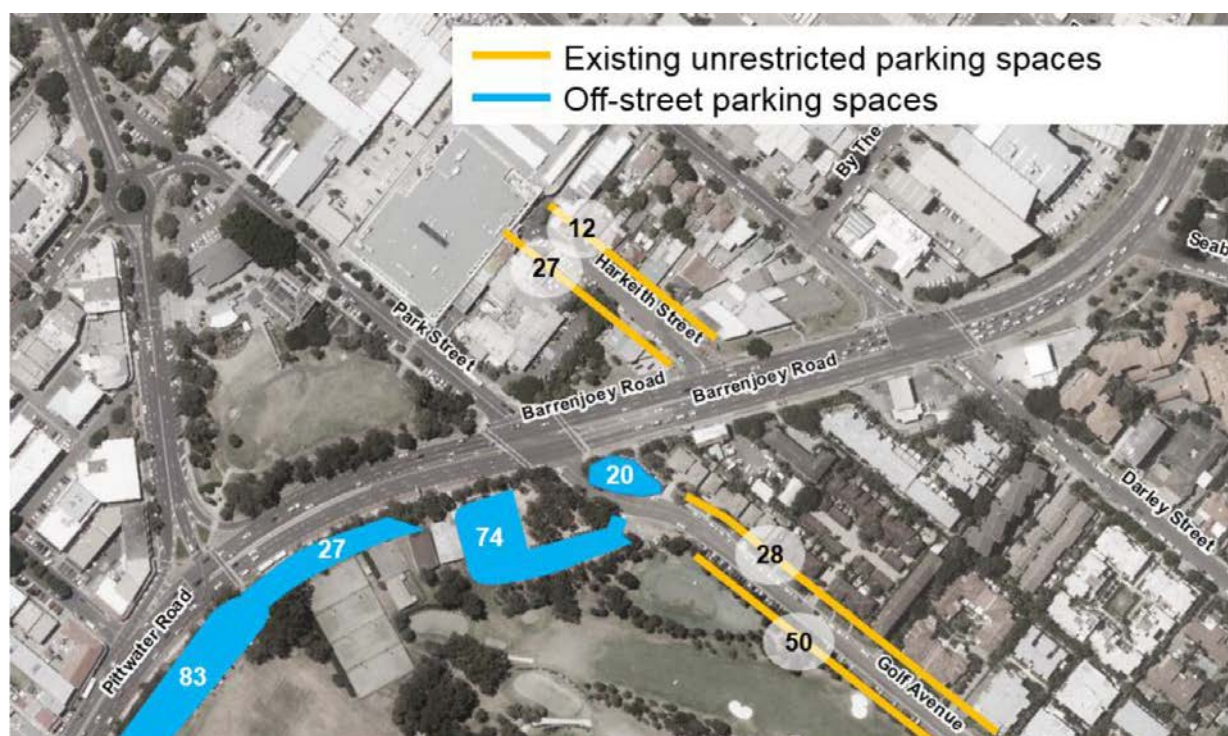 Existing unrestricted parking spaces
Off-street parking spaces
By The
Seab
12
27
Harkeith Street
Park Street
Barrenjoey Road
Barrenjoey Road
20
Darley Street
74
27
28
50
83
Pittwater Road
Golf Avenue